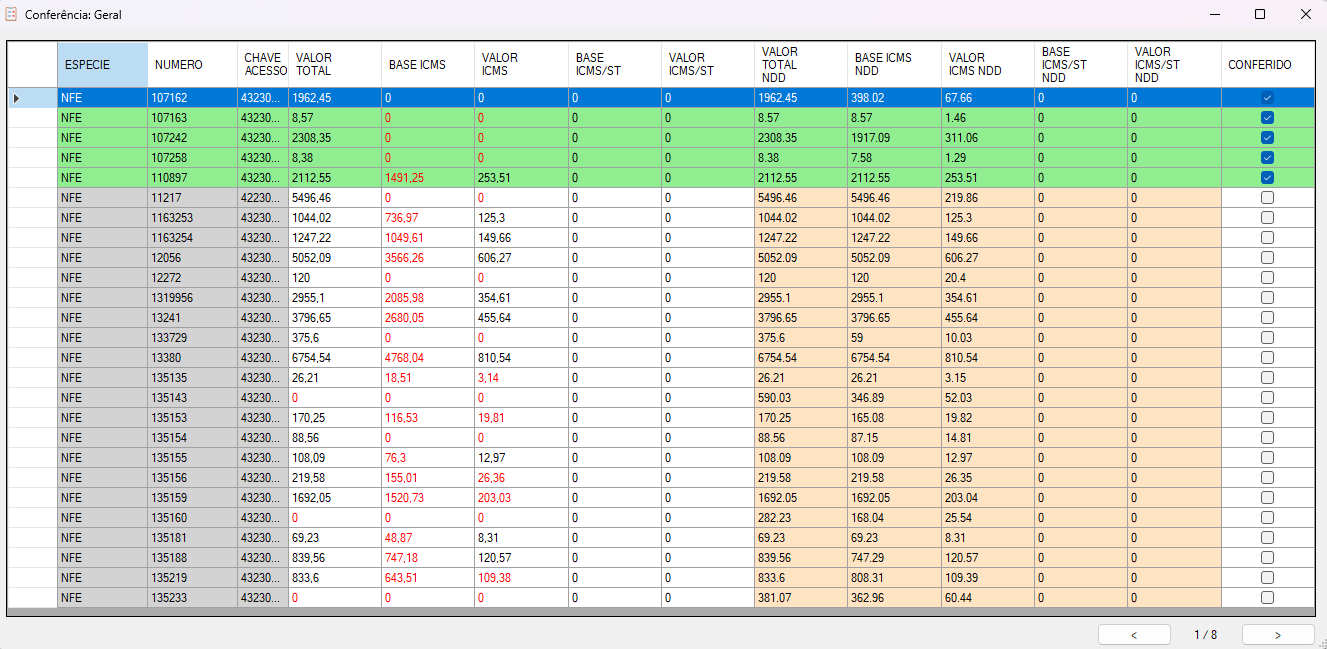 Conferência: Geral
ESPECIE NUMERO CHAVE ACESSO VALOR TOTAL BASE ICMS VALOR ICMS BASE ICMS/ST VALOR ICMS/ST VALOR TOTAL NDD BASE ICMS NDD VALOR ICMS NDD BASE ICMS/ST NDD VALOR ICMS/ST NDD CONFERIDO
NFE 107162 43230... 1962,45 0 0 0 0 1962.45 398.02 67.66 0 0
NFE 107163 43230... 8,57 0 0 0 0 8.57 8.57 1.46 0 0
NFE 107242 43230... 2308,35 0 0 0 0 2308.35 1917.09 311.06 0 0
NFE 107258 43230... 8,38 0 0 0 0 8.38 7.58 1.29 0 0
NFE 110897 43230... 2112,55 1491,25 253,51 0 0 2112.55 2112.55 253.51 0 0
NFE 11217 42230... 5496,46 0 0 0 0 5496.46 5496.46 219.86 0 0
NFE 1163253 43230... 1044,02 736,97 125,3 0 0 1044.02 1044.02 125.3 0 0
NFE 1163254 43230... 1247,22 1049,61 149,66 0 0 1247.22 1247.22 149.66 0 0
NFE 12056 43230... 5052,09 3566,26 606,27 0 0 5052.09 5052.09 606.27 0 0
NFE 12272 43230... 120 0 0 0 0 120 120 20.4 0 0
NFE 1319956 43230... 2955,1 2085,98 354,61 0 0 2955.1 2955.1 354.61 0 0
NFE 13241 43230... 3796,65 2680,05 455,64 0 0 3796.65 3796.65 455.64 0 0
NFE 133729 43230... 375,6 0 0 0 0 375.6 59 10.03 0 0
NFE 13380 43230... 6754,54 4768,04 810,54 0 0 6754.54 6754.54 810.54 0 0
NFE 135135 43230... 26,21 18,51 3,14 0 0 26.21 26.21 3.15 0 0
NFE 135143 43230... 0 0 0 0 0 590.03 346.89 52.03 0 0
NFE 135153 43230... 170,25 116,53 19,81 0 0 170.25 165.08 19.82 0 0
NFE 135154 43230... 88,56 0 0 0 0 88.56 87.15 14.81 0 0
NFE 135155 43230... 108,09 76,3 12,97 0 0 108.09 108.09 12.97 0 0
NFE 135156 43230... 219,58 155,01 26,36 0 0 219.58 219.58 26.35 0 0
NFE 135159 43230... 1692,05 1520,73 203,03 0 0 1692.05 1692.05 203.04 0 0
NFE 135160 43230... 0 0 0 0 0 282.23 168.04 25.54 0 0
NFE 135181 43230... 69,23 48,87 8,31 0 0 69.23 69.23 8.31 0 0
NFE 135188 43230... 839,56 747,18 120,57 0 0 839.56 747.29 120.57 0 0
NFE 135219 43230... 833,6 643,51 109,38 0 0 833.6 808.31 109.39 0 0
NFE 135233 43230... 0 0 0 0 0 381.07 362.96 60.44 0 0
< 1 / 8 >